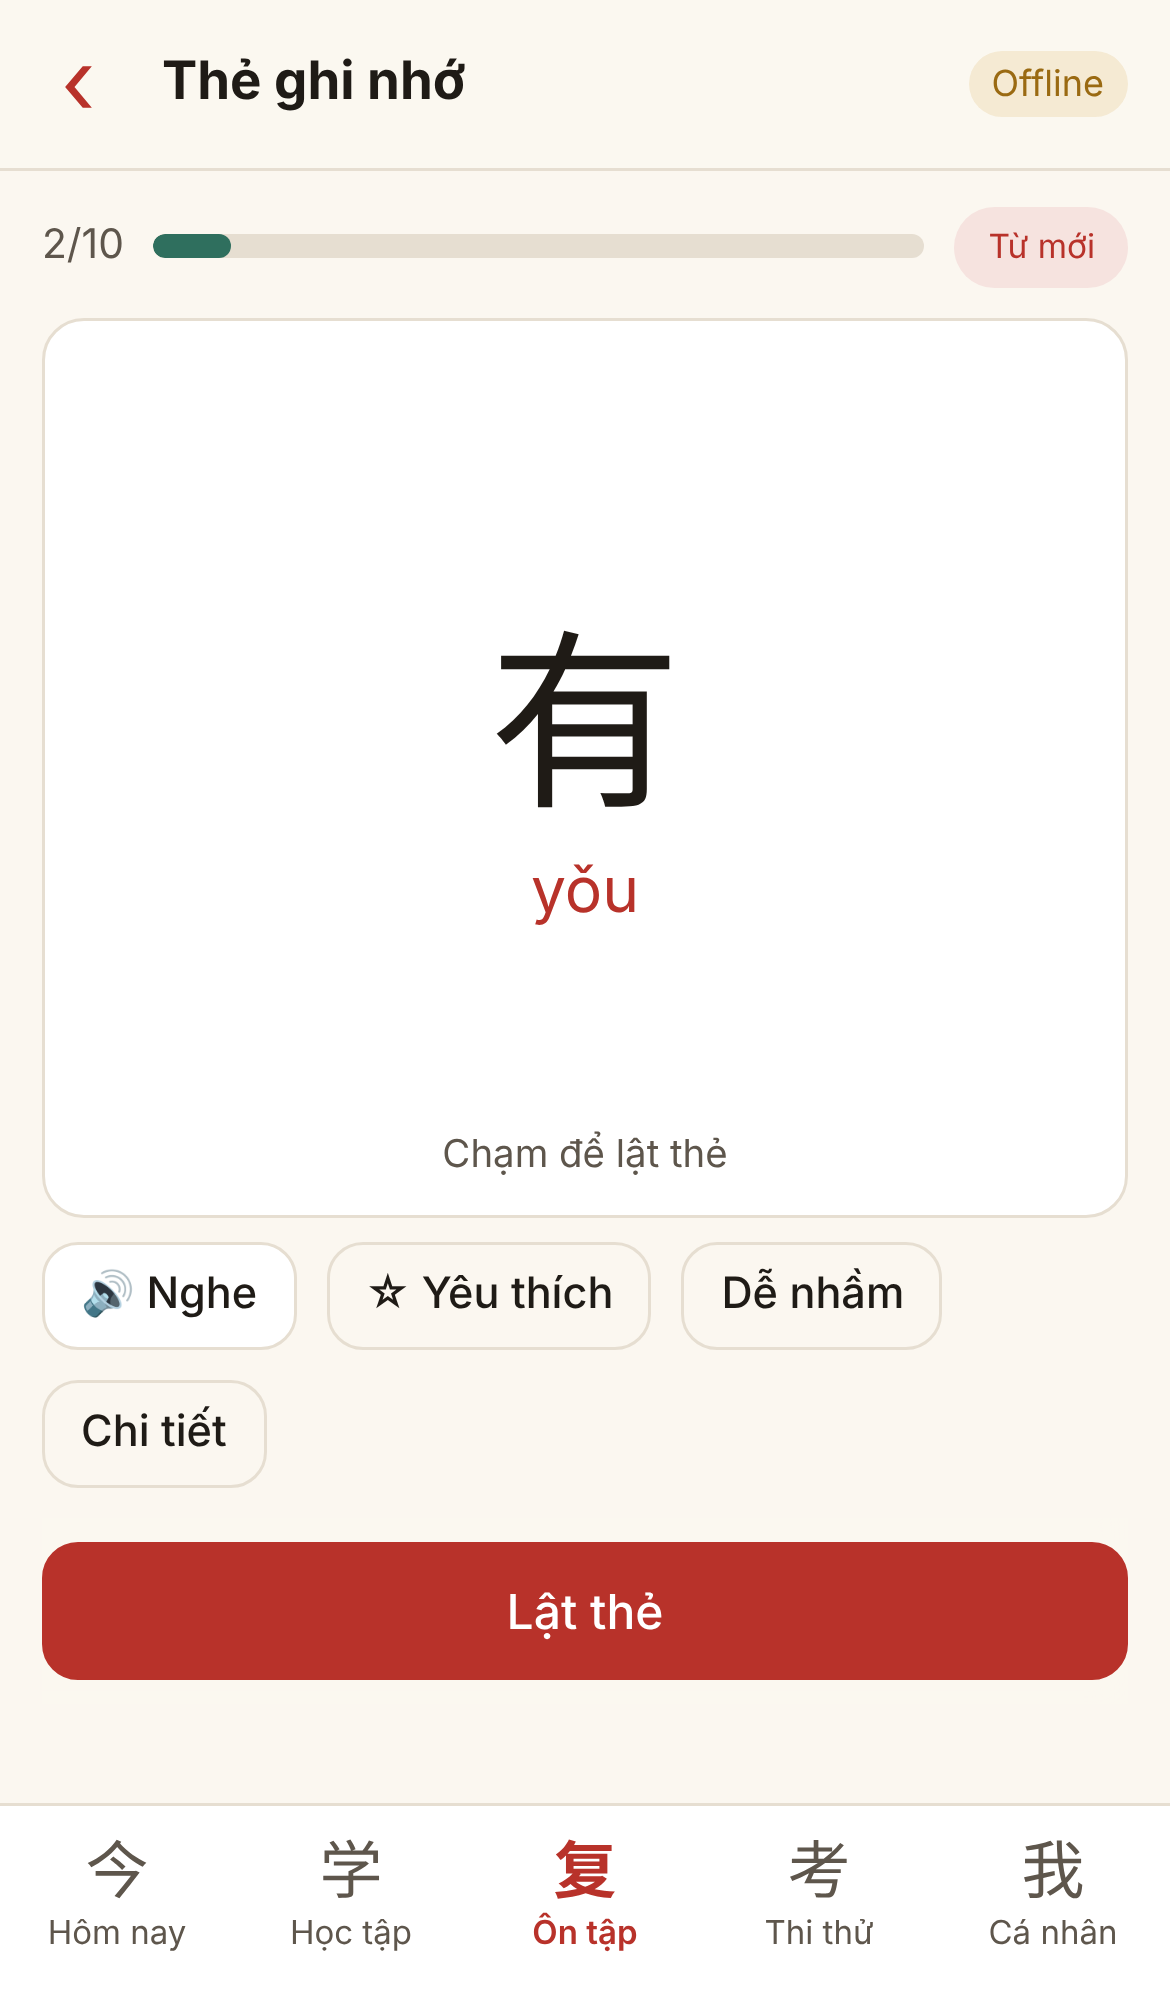 Thẻ ghi nhớ
Offline
2/10
Từ mới
有
yǒu
Chạm để lật thẻ
🔊 Nghe
☆ Yêu thích
Dễ nhầm
Chi tiết
Lật thẻ
今 学 复 考 我
Hôm nay Học tập Ôn tập Thi thử Cá nhân